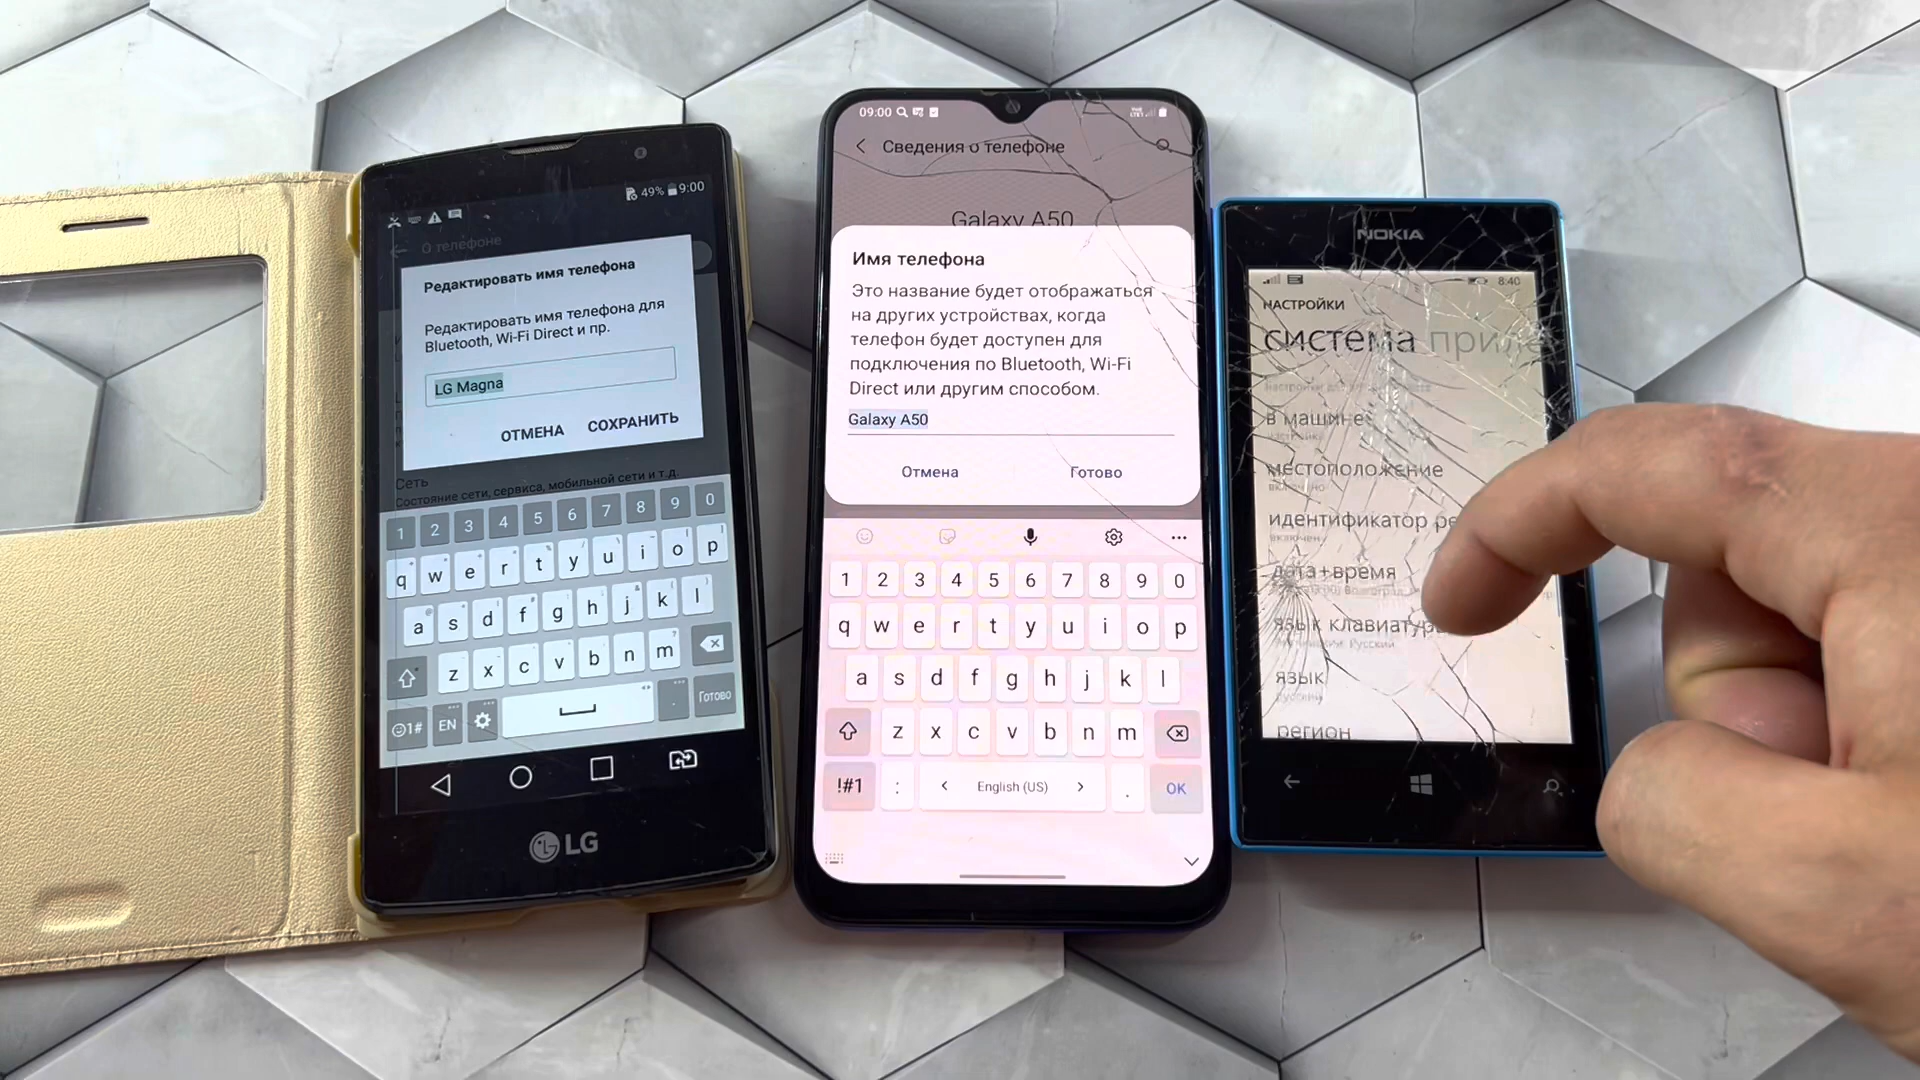 49% 9:00
О телефоне
Редактировать имя телефона
Редактировать имя телефона для
Bluetooth, Wi-Fi Direct и пр.
LG Magna
ОТМЕНА СОХРАНИТЬ
Сеть
Состояние сети, сервиса, мобильной сети и т.д.
1 2 3 4 5 6 7 8 9 0
q w e r t y u i o p
a s d f g h j k l
z x c v b n m
1# EN . Готово
LG
09:00
Сведения о телефоне
Galaxy A50
Имя телефона
Это название будет отображаться
на других устройствах, когда
телефон будет доступен для
подключения по Bluetooth, Wi-Fi
Direct или другим способом.
Galaxy A50
Отмена Готово
1 2 3 4 5 6 7 8 9 0
q w e r t y u i o p
a s d f g h j k l
z x c v b n m
!#1 : < English (US) > . OK
NOKIA
8:40
НАСТРОЙКИ
система
в машине
местоположение
включено
идентификатор ре
включен
дата+время
язык клавиатуры
язык
русский
регион